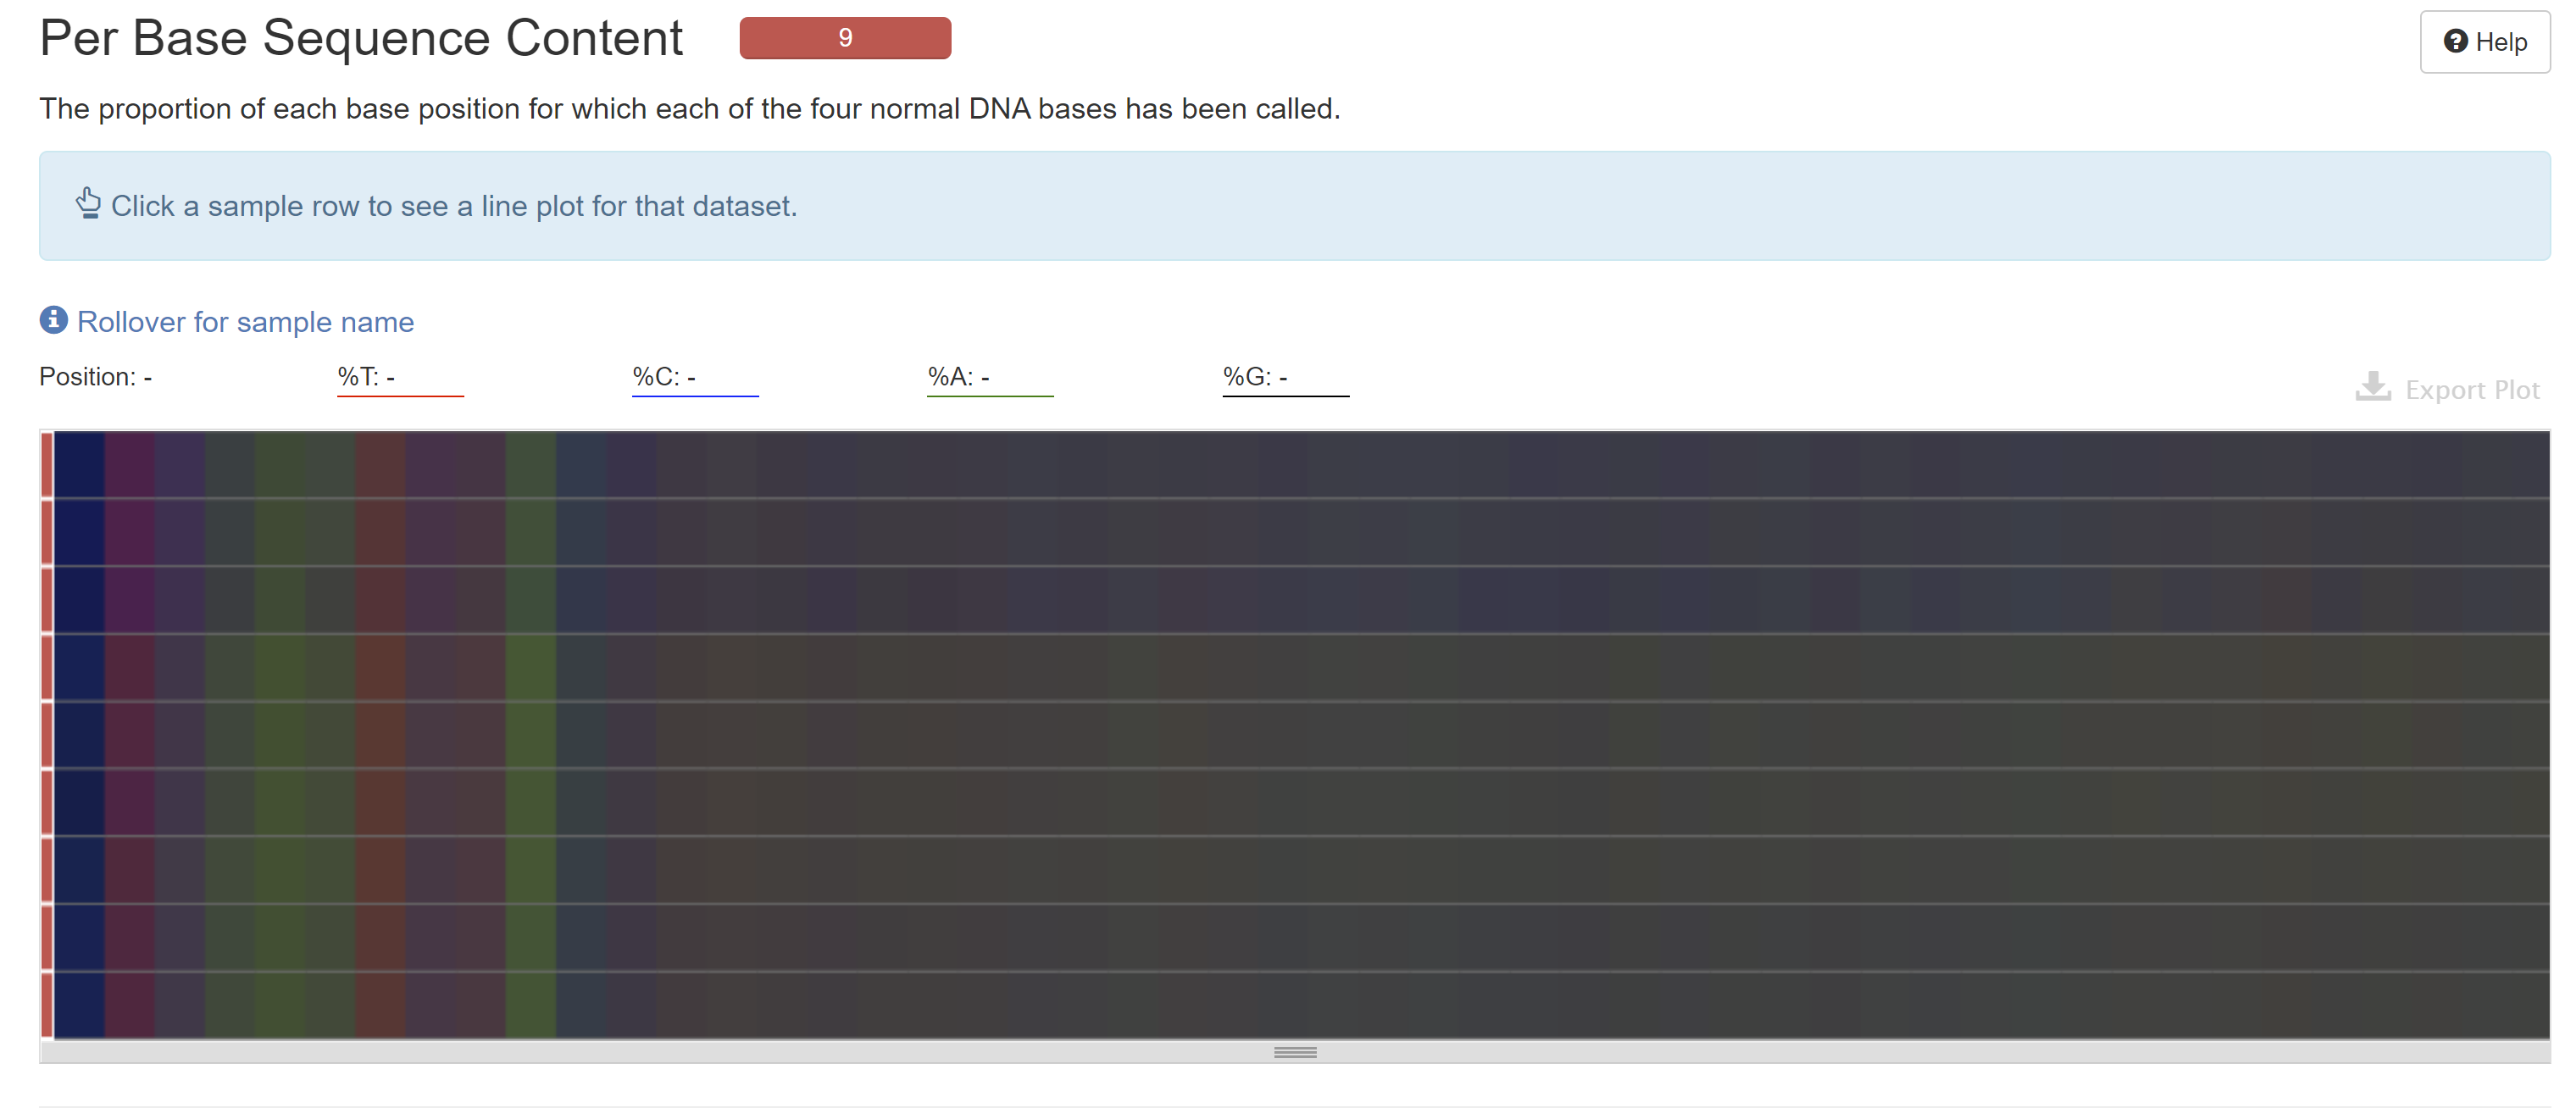 Per Base Sequence Content 9
Help
The proportion of each base position for which each of the four normal DNA bases has been called.
Click a sample row to see a line plot for that dataset.
Rollover for sample name
Position: - %T: - %C: - %A: - %G: -
Export Plot